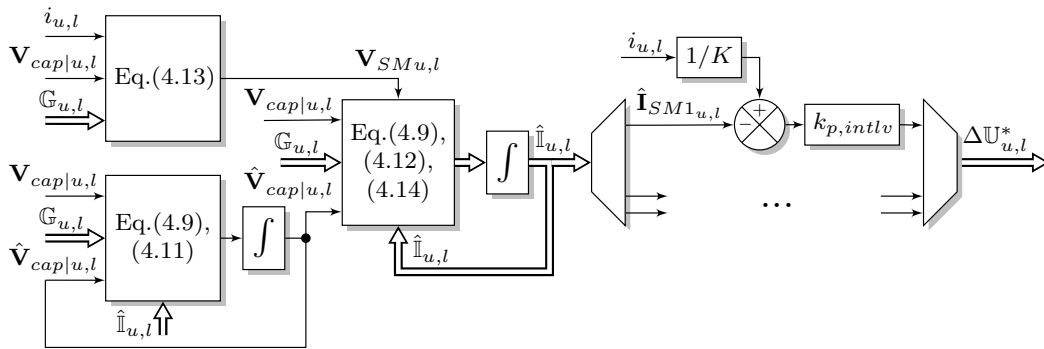 i_{u,l}
V_{cap|u,l}
𝔾_{u,l}
Eq.(4.13)
V_{SMu,l}
V_{cap|u,l}
𝔾_{u,l}
V̂_{cap|u,l}
Eq.(4.9),
(4.12),
(4.14)
∫
𝕀̂_{u,l}
𝕀̂_{u,l}
i_{u,l}
1/K
Î_{SM1_{u,l}}
+
−
k_{p,intlv}
...
Δ𝕌*_{u,l}
V_{cap|u,l}
𝔾_{u,l}
V̂_{cap|u,l}
Eq.(4.9),
(4.11)
∫
𝕀̂_{u,l}